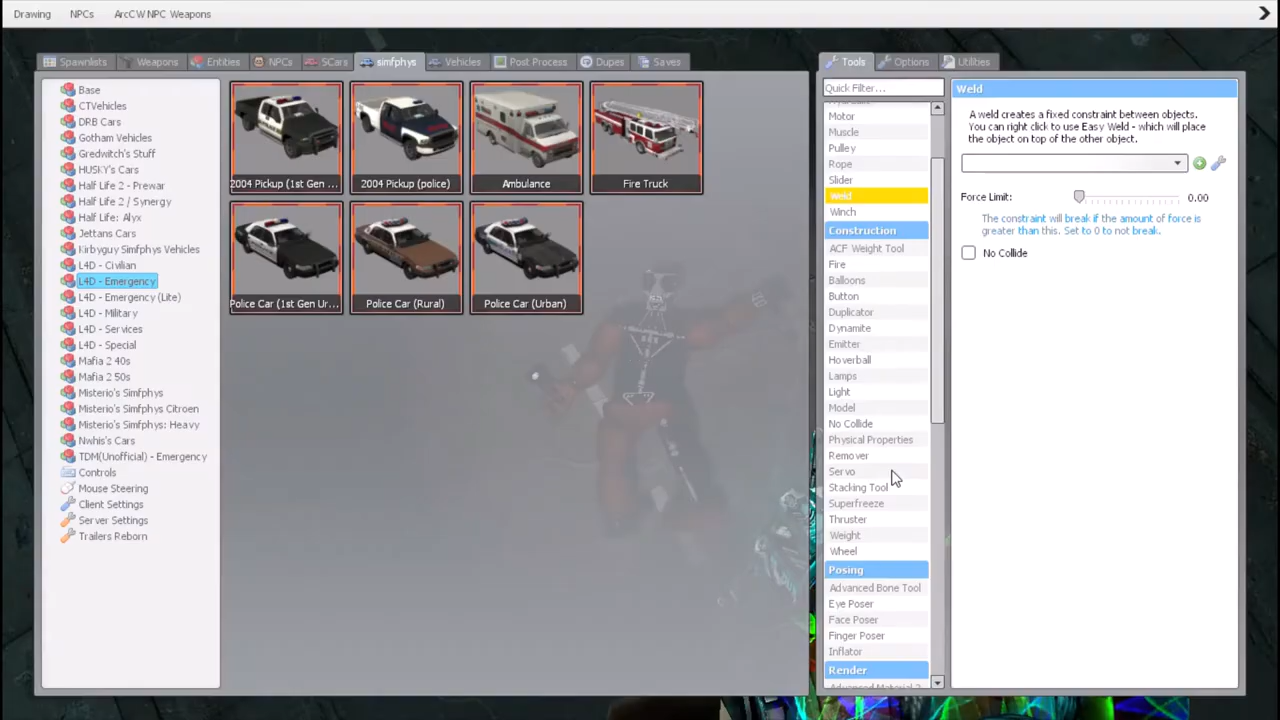 Drawing NPCs ArcCW NPC Weapons
Spawnlists Weapons Entities NPCs SCars simfphys Vehicles Post Process Dupes Saves
Base
CTVehicles
DRB Cars
Gotham Vehicles
Gredwitch's Stuff
HUSKY's Cars
Half Life 2 - Prewar
Half Life 2 / Synergy
Half Life: Alyx
Jettans Cars
Kirbyguy Simfphys Vehicles
L4D - Civilian
L4D - Emergency
L4D - Emergency (Lite)
L4D - Military
L4D - Services
L4D - Special
Mafia 2 40s
Mafia 2 50s
Misterio's Simfphys
Misterio's Simfphys Citroen
Misterio's Simfphys: Heavy
Nwhis's Cars
TDM(Unofficial) - Emergency
Controls
Mouse Steering
Client Settings
Server Settings
Trailers Reborn
2004 Pickup (1st Gen ... 2004 Pickup (police) Ambulance Fire Truck
Police Car (1st Gen Ur... Police Car (Rural) Police Car (Urban)
Tools Options Utilities
Quick Filter...
Motor
Muscle
Pulley
Rope
Slider
Weld
Winch
Construction
ACF Weight Tool
Fire
Balloons
Button
Duplicator
Dynamite
Emitter
Hoverball
Lamps
Light
Model
No Collide
Physical Properties
Remover
Servo
Stacking Tool
Superfreeze
Thruster
Weight
Wheel
Posing
Advanced Bone Tool
Eye Poser
Face Poser
Finger Poser
Inflator
Render
Weld
A weld creates a fixed constraint between objects.
You can right click to use Easy Weld - which will place
the object on top of the other object.
Force Limit: 0.00
The constraint will break if the amount of force is
greater than this. Set to 0 to not break.
No Collide